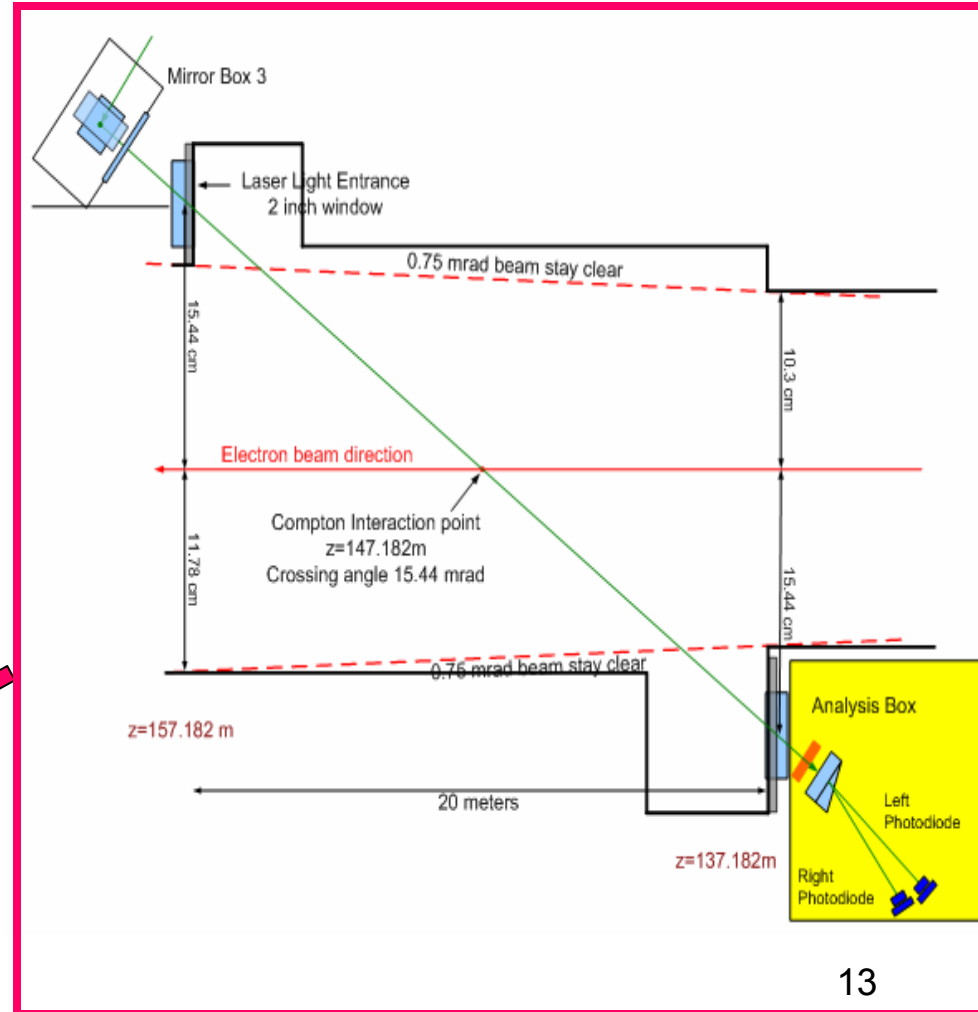 Mirror Box 3
Laser Light Entrance
2 inch window
0.75 mrad beam stay clear
15.44 cm
10.3 cm
Electron beam direction
Compton Interaction point
z=147.182m
Crossing angle 15.44 mrad
11.78 cm
15.44 cm
0.75 mrad beam stay clear
z=157.182 m
20 meters
z=137.182m
Analysis Box
Left
Photodiode
Right
Photodiode
13